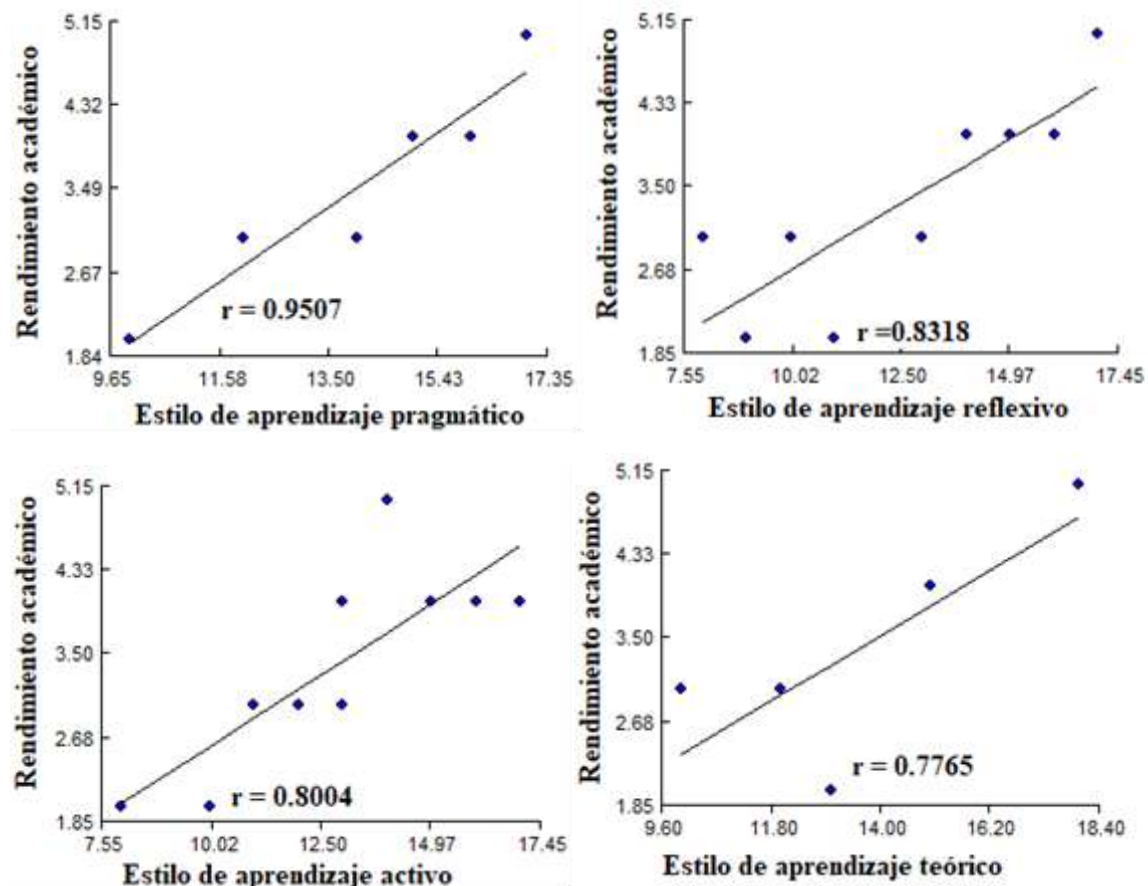 Rendimiento académico
5.15
4.32
3.49
2.67
1.84
r = 0.9507
9.65 11.58 13.50 15.43 17.35
Estilo de aprendizaje pragmático
Rendimiento académico
5.15
4.33
3.50
2.68
1.85
r =0.8318
7.55 10.02 12.50 14.97 17.45
Estilo de aprendizaje reflexivo
Rendimiento académico
5.15
4.33
3.50
2.68
1.85
r = 0.8004
7.55 10.02 12.50 14.97 17.45
Estilo de aprendizaje activo
Rendimiento académico
5.15
4.33
3.50
2.68
1.85
r = 0.7765
9.60 11.80 14.00 16.20 18.40
Estilo de aprendizaje teórico